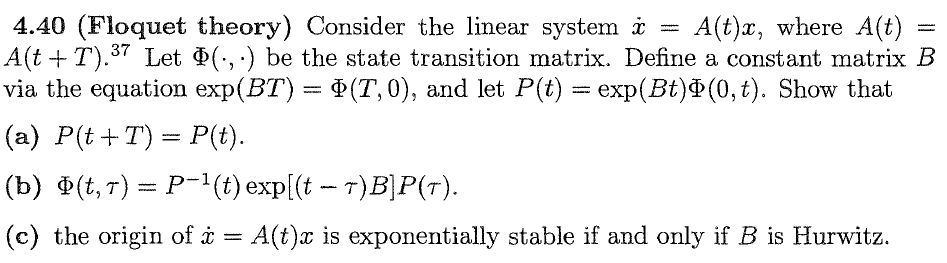 4.40 (Floquet theory) Consider the linear system ẋ = A(t)x, where A(t) =
A(t + T).³⁷ Let Φ(·, ·) be the state transition matrix. Define a constant matrix B
via the equation exp(BT) = Φ(T, 0), and let P(t) = exp(Bt)Φ(0, t). Show that
(a) P(t + T) = P(t).
(b) Φ(t, τ) = P⁻¹(t) exp[(t − τ)B]P(τ).
(c) the origin of ẋ = A(t)x is exponentially stable if and only if B is Hurwitz.